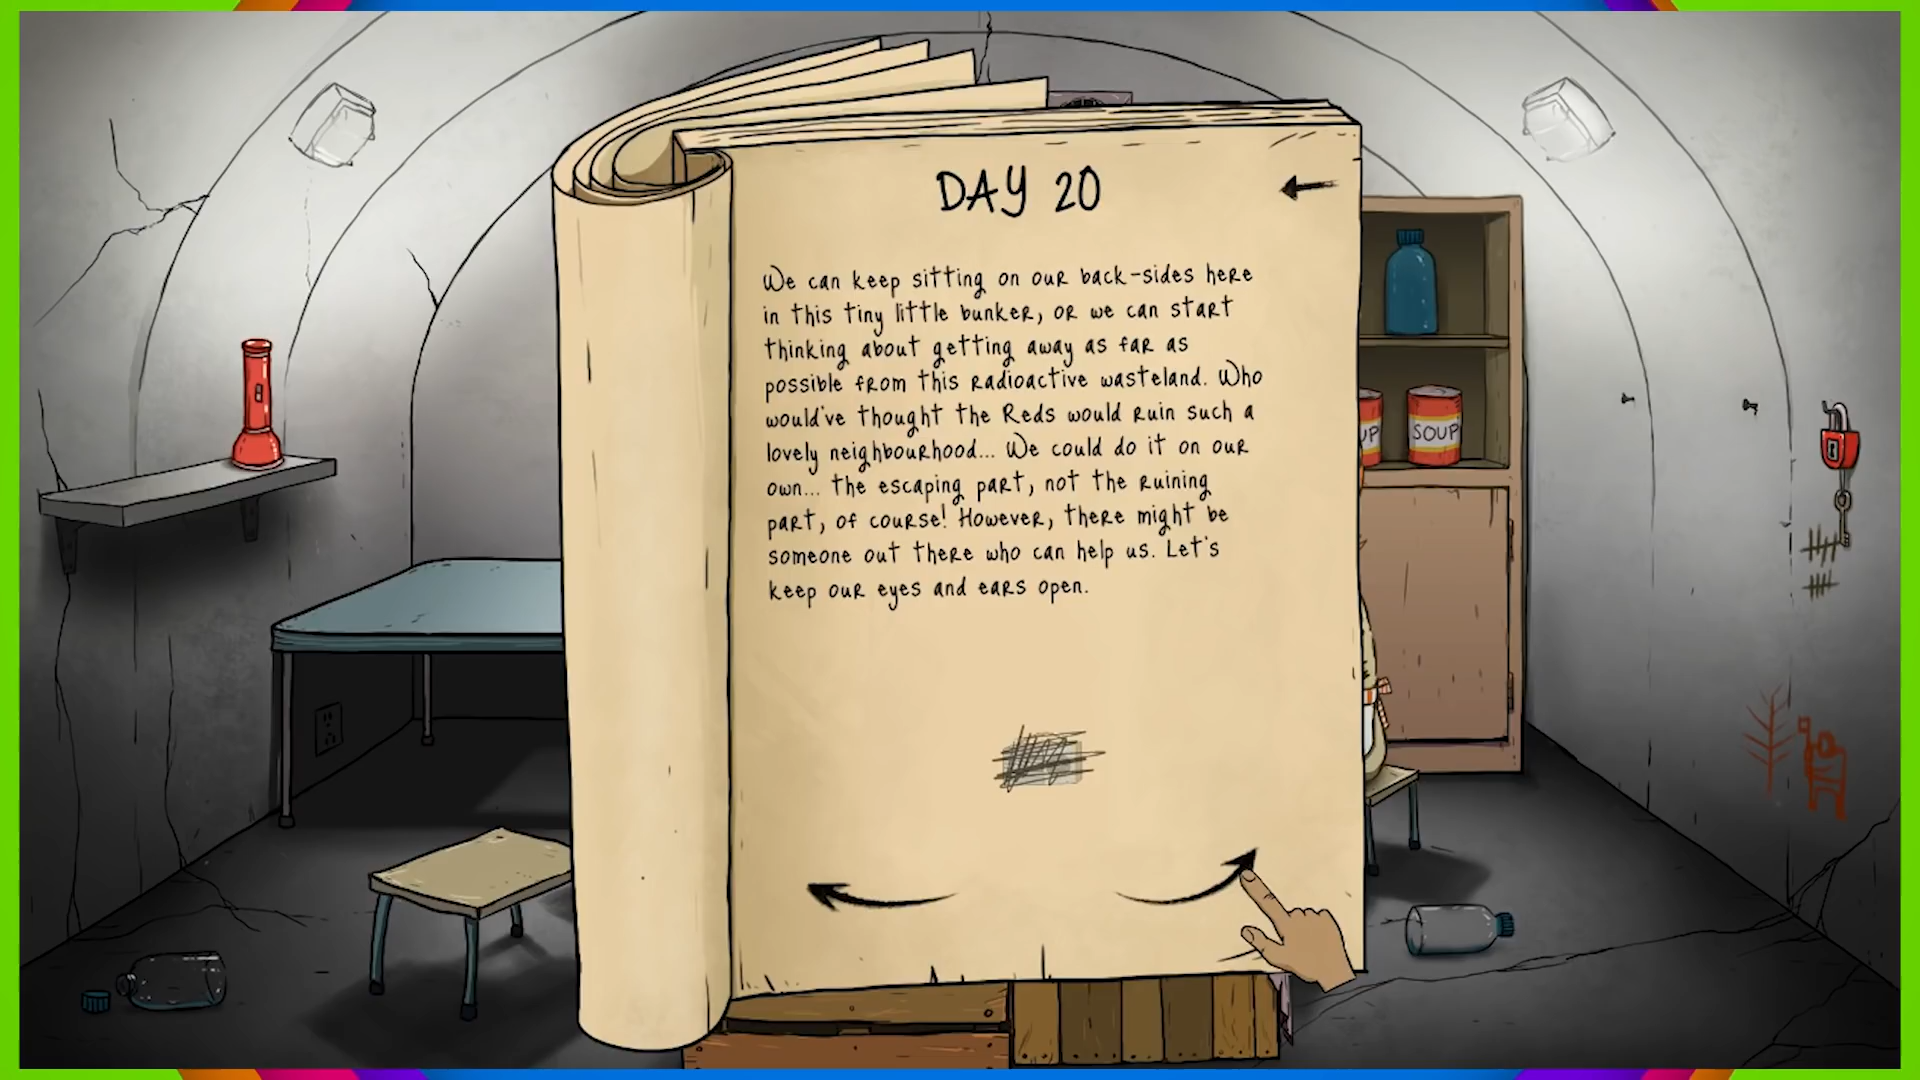 DAY 20
We can keep sitting on our back-sides here
in this tiny little bunker, or we can start
thinking about getting away as far as
possible from this radioactive wasteland. Who
would've thought the Reds would ruin such a
lovely neighbourhood... We could do it on our
own... the escaping part, not the ruining
part, of course! However, there might be
someone out there who can help us. Let's
keep our eyes and ears open.
UP
SOUP